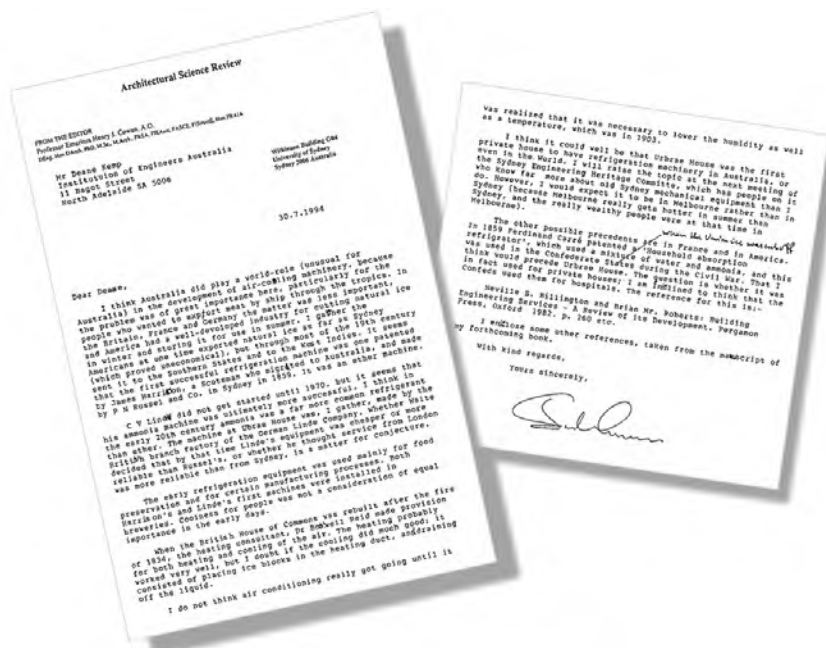 Architectural Science Review
FROM THE EDITOR
Professor Emeritus Henry J. Cowan, A.O.
Wilkinson Building G04
University of Sydney
Sydney 2006 Australia
Mr Deane Kemp
Institution of Engineers Australia
11 Bagot Street
North Adelaide SA 5006
30.7.1994
Dear Deane,
I think Australia did play a world-role (unusual for
Australia) in the development of air-cooling machinery, because
the problem was of great importance here, particularly for the
people who wanted to export meat by ship through the tropics. In
the Britain, France and Germany the matter was less important,
and America had a well-developed industry for cutting natural ice
in winter and storing it for use in summer. I gather the
Americans at one time exported natural ice as far as Sydney
(which proved uneconomical), but through most of the 19th century
sent it to the Southern States and to the West Indies. It seems
that the first successful refrigeration machine was one patented
by James Harrison, a Scotsman who migrated to Australia, and made
by P N Russel and Co. in Sydney in 1859. It was an ether machine.
C V Linde did not get started until 1970, but it seems that
his ammonia machine was ultimately more successful. I think in
the early 20th century ammonia was a far more common refrigerant
than ether. The machine at Ubrae House was, I gather, made by the
British branch factory of the German Linde Company. Whether Waite
decided that by that time Linde's equipment was cheaper or more
reliable than Russel's, or whether he thought service from London
was more reliable than from Sydney, is a matter for conjecture.
The early refrigeration equipment was used mainly for food
preservation and for certain manufacturing processes. Both
Harrison's and Linde's first machines were installed in
breweries. Coolness for people was not a consideration of equal
importance in the early days.
When the British House of Commons was rebuilt after the fire
of 1834, the heating consultant, Dr Reid made provision
for both heating and cooling of the air. The heating probably
worked very well, but I doubt if the cooling did much good; it
consisted of placing ice blocks in the heating duct, and draining
off the liquid.
I do not think air conditioning really got going until it
was realized that it was necessary to lower the humidity as well
as a temperature, which was in 1903.
I think it could well be that Urbrae House was the first
private house to have refrigeration machinery in Australia, or
even in the World. I will raise the topic at the next meeting of
the Sydney Engineering Heritage Committe, which has people on it
who know far more about old Sydney mechanical equipment than I
do. However, I would expect it to be in Melbourne rather than in
Sydney (because Melbourne really gets hotter in summer than
Sydney, and the really wealthy people were at that time in
Melbourne).
The other possible precedents are in France and in America.
when the
In 1859 Ferdinand Carré patented a "Household absorption
refrigrator", which used a mixture of water and ammonia, and this
was used in the Confederate States during the Civil War. That I
think would precede Urbrae House. The question is whether it was
in fact used for private houses; I am inclined to think that the
Confeds used them for hospitals. The reference for this is:-
Neville S. Billington and Brian Mr. Roberts: Building
Engineering Services - A Review of Its Development. Pergamon
Press, Oxford 1982. p. 260 etc.
I enclose some other references, taken from the manuscript of
my forthcoming book.
With kind regards,
Yours sincerely,